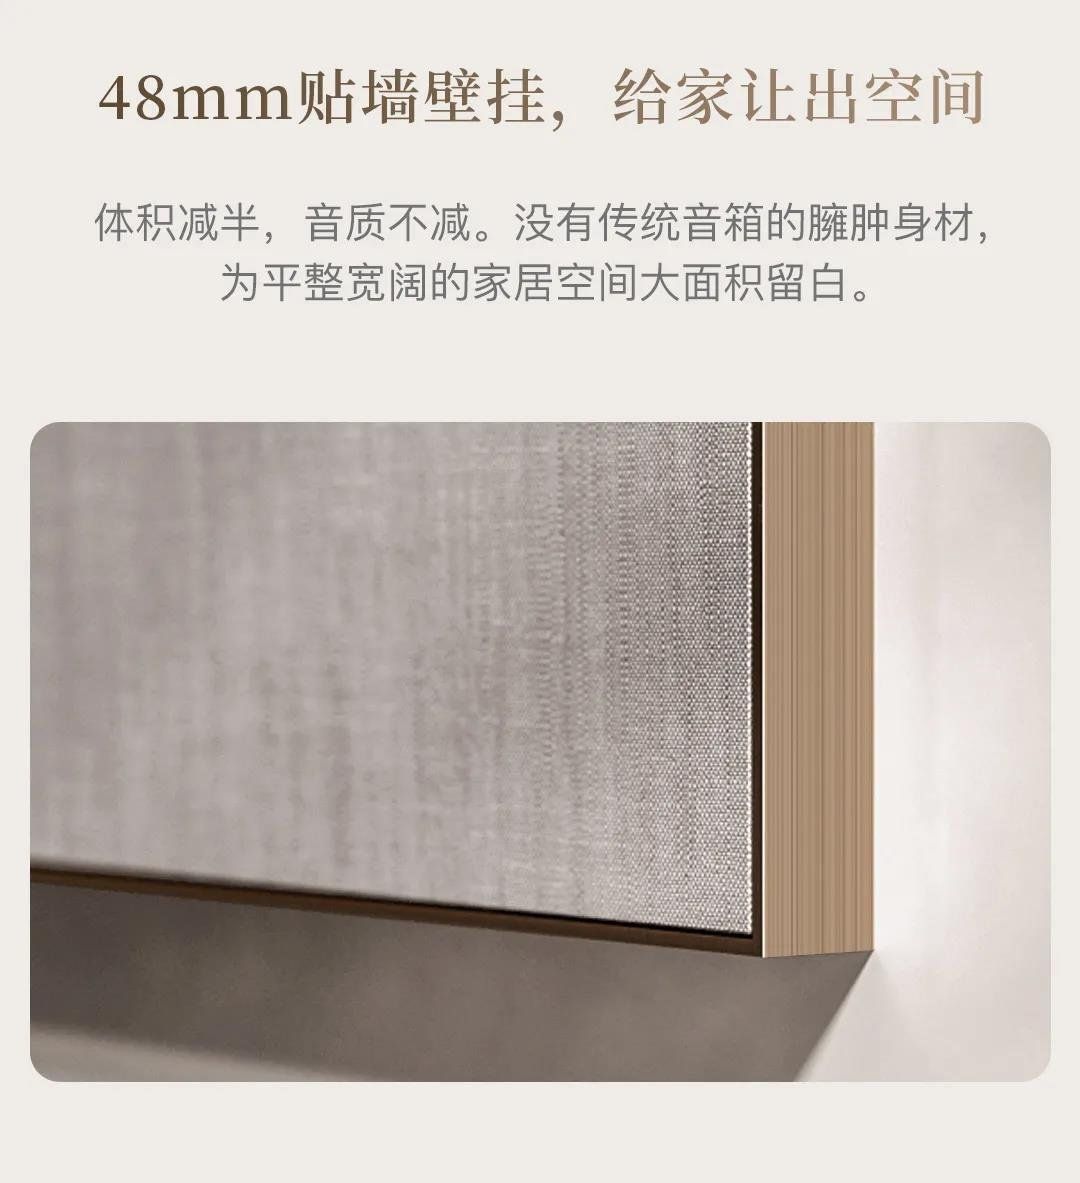 48mm贴墙壁挂，给家让出空间
体积减半，音质不减。没有传统音箱的臃肿身材，
为平整宽阔的家居空间大面积留白。